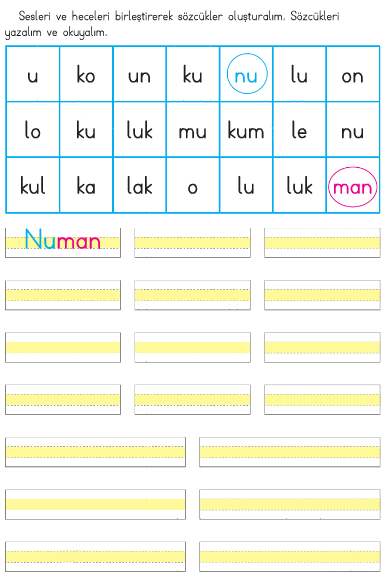 Sesleri ve heceleri birleştirerek sözcükler oluşturalım. Sözcükleri
yazalım ve okuyalım.
u ko un ku nu lu on
lo ku luk mu kum le nu
kul ka lak o lu luk man
Numan